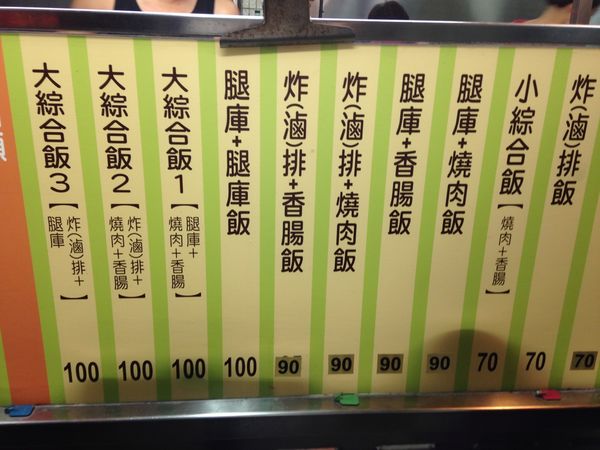 炸(滷)排飯
小綜合飯【燒肉+香腸】
腿庫+燒肉飯
腿庫+香腸飯
炸(滷)排+燒肉飯
炸(滷)排+香腸飯
腿庫+腿庫飯
大綜合飯1【腿庫+燒肉+香腸】
大綜合飯2【炸(滷)排+燒肉+香腸】
大綜合飯3【炸(滷)排+腿庫】
100 100 100 100 90 90 90 90 70 70 70